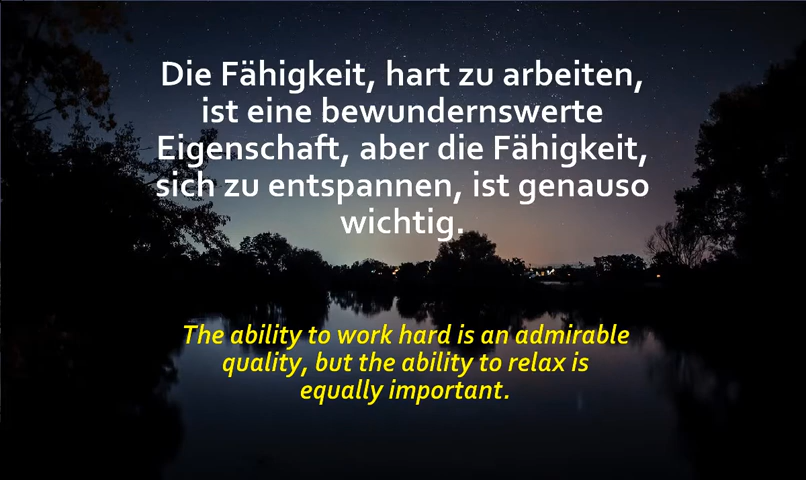 Die Fähigkeit, hart zu arbeiten,
ist eine bewundernswerte
Eigenschaft, aber die Fähigkeit,
sich zu entspannen, ist genauso
wichtig.
The ability to work hard is an admirable
quality, but the ability to relax is
equally important.